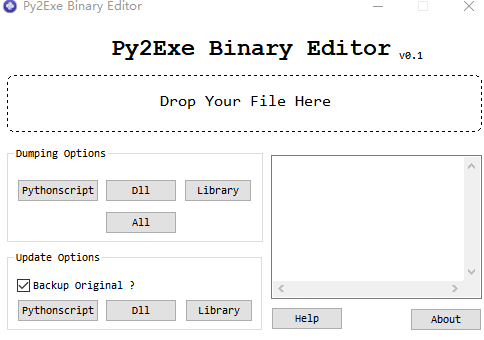 Py2Exe Binary Editor
Py2Exe Binary Editor v0.1
Drop Your File Here
Dumping Options
Pythonscript Dll Library
All
Update Options
Backup Original ?
Pythonscript Dll Library
Help About